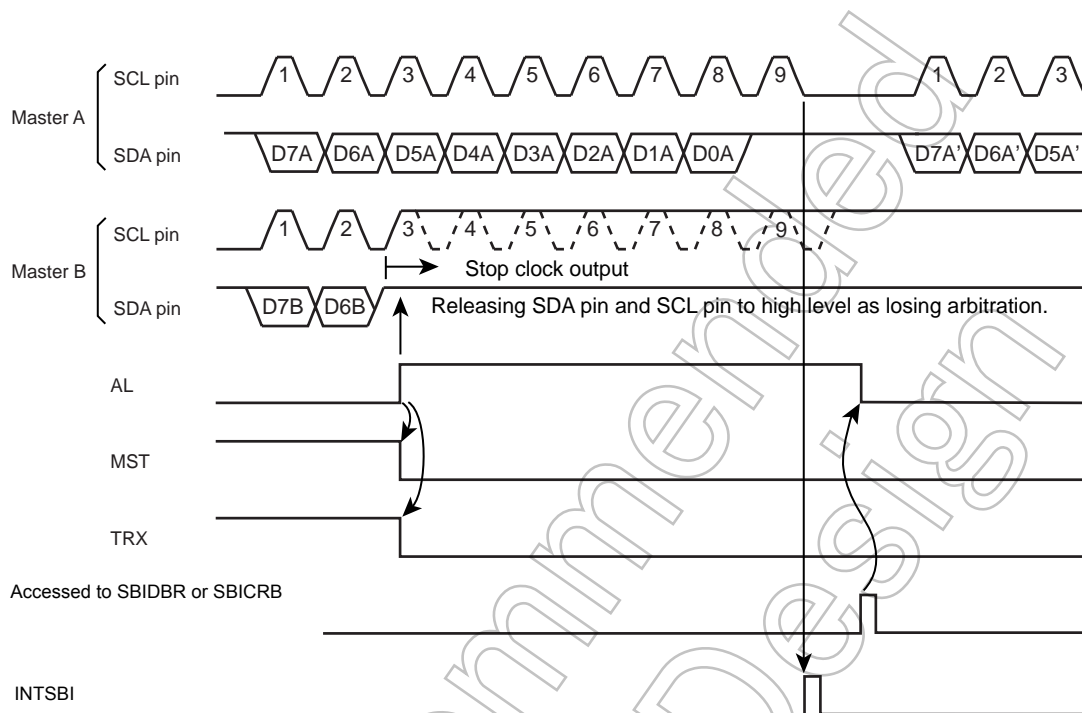 Master A
SCL pin
1 2 3 4 5 6 7 8 9 1 2 3
SDA pin
D7A D6A D5A D4A D3A D2A D1A D0A D7A' D6A' D5A'
Master B
SCL pin
1 2 3 4 5 6 7 8 9
Stop clock output
SDA pin
D7B D6B
Releasing SDA pin and SCL pin to high level as losing arbitration.
AL
MST
TRX
Accessed to SBIDBR or SBICRB
INTSBI